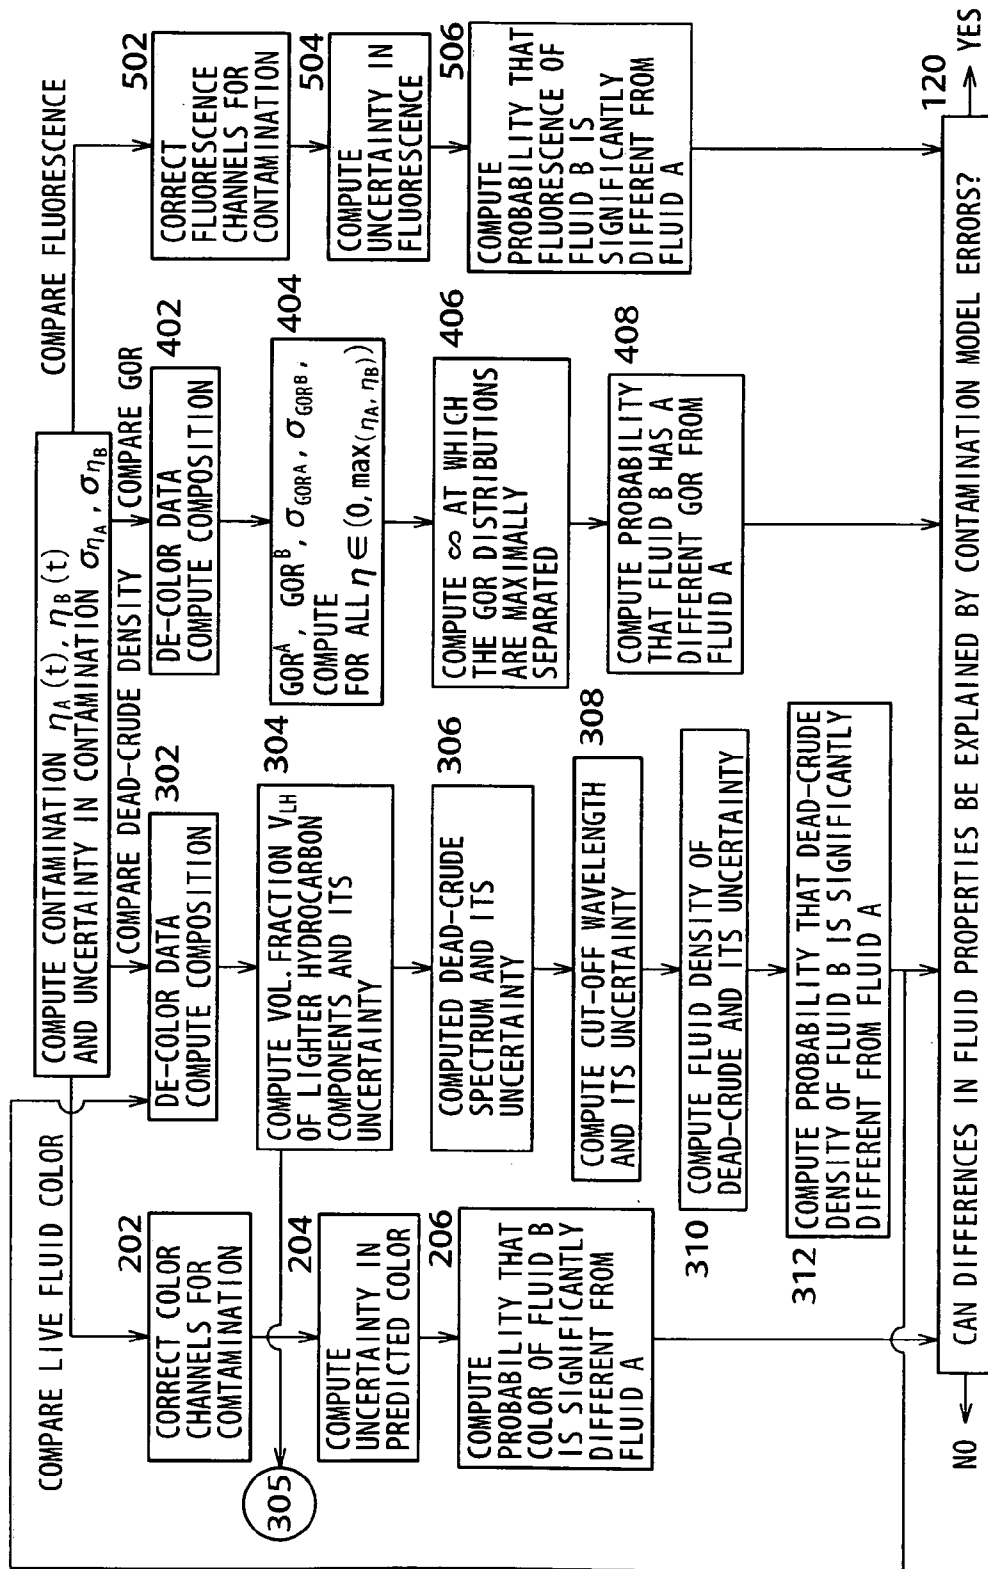 COMPUTE CONTAMINATION ηA(t), ηB(t)
AND UNCERTAINTY IN CONTAMINATION σηA, σηB
COMPARE LIVE FLUID COLOR
COMPARE DEAD-CRUDE DENSITY
COMPARE GOR
COMPARE FLUORESCENCE
202
CORRECT COLOR
CHANNELS FOR
COMTAMINATION
204
COMPUTE
UNCERTAINTY IN
PREDICTED COLOR
206
COMPUTE
PROBABILITY THAT
COLOR OF FLUID B
IS SIGNIFICANTLY
DIFFERENT FROM
FLUID A
302
DE-COLOR DATA
COMPUTE COMPOSITION
304
COMPUTE VOL. FRACTION VLH
OF LIGHTER HYDROCARBON
COMPONENTS AND ITS
UNCERTAINTY
305
306
COMPUTED DEAD-CRUDE
SPECTRUM AND ITS
UNCERTAINTY
308
COMPUTE CUT-OFF WAVELENGTH
AND ITS UNCERTAINTY
310
COMPUTE FLUID DENSITY OF
DEAD-CRUDE AND ITS UNCERTAINTY
312
COMPUTE PROBABILITY THAT DEAD-CRUDE
DENSITY OF FLUID B IS SIGNIFICANTLY
DIFFERENT FROM FLUID A
402
DE-COLOR DATA
COMPUTE COMPOSITION
404
GOR^A, GOR^B, σGORA, σGORB,
COMPUTE
FOR ALL η ∈ (0, max(ηA, ηB))
406
COMPUTE ∞ AT WHICH
THE GOR DISTRIBUTIONS
ARE MAXIMALLY
SEPARATED
408
COMPUTE PROBABILITY
THAT FLUID B HAS A
DIFFERENT GOR FROM
FLUID A
502
CORRECT
FLUORESCENCE
CHANNELS FOR
CONTAMINATION
504
COMPUTE
UNCERTAINTY IN
FLUORESCENCE
506
COMPUTE
PROBABILITY THAT
FLUORESCENCE OF
FLUID B IS
SIGNIFICANTLY
DIFFERENT FROM
FLUID A
120
NO
CAN DIFFERENCES IN FLUID PROPERTIES BE EXPLAINED BY CONTAMINATION MODEL ERRORS?
YES